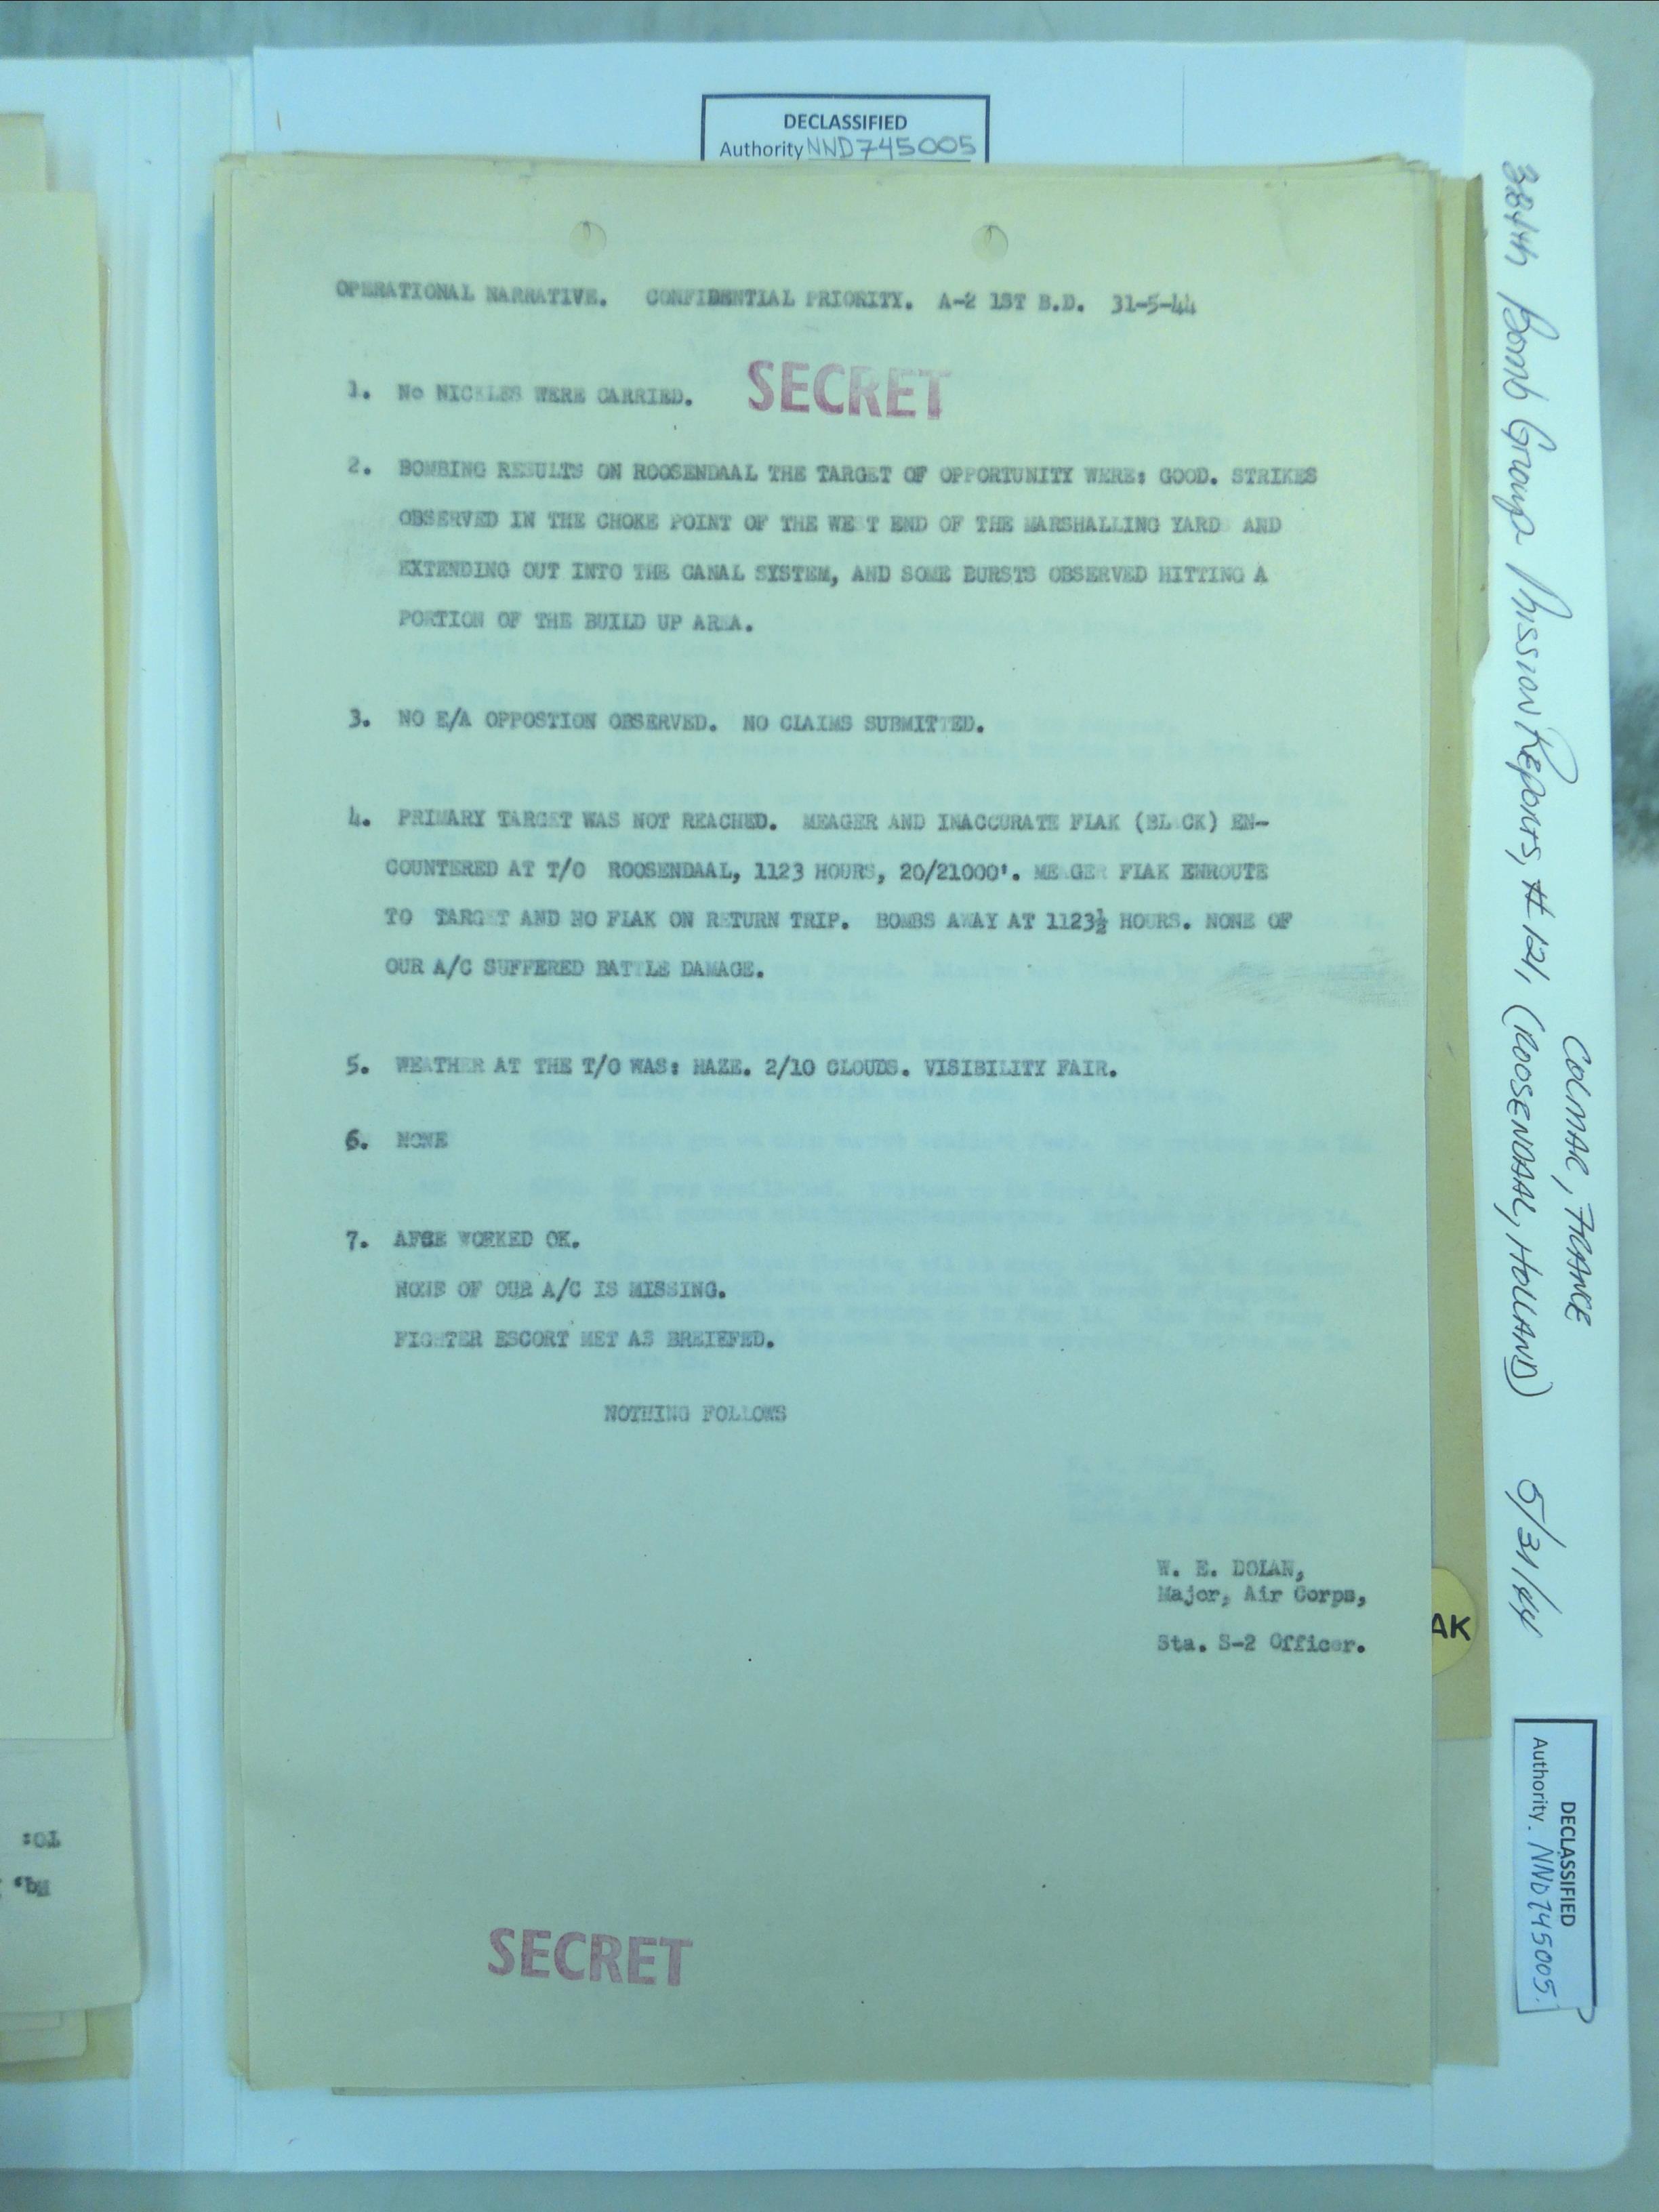 DECLASSIFIED
Authority NND745005
OPERATIONAL NARRATIVE. CONFIDENTIAL PRIORITY. A-2 1ST B.D. 31-5-44
SECRET
1. No NICKLES WERE CARRIED.
2. BOMBING RESULTS ON ROOSENDAAL THE TARGET OF OPPORTUNITY WERE: GOOD. STRIKES
OBSERVED IN THE CHOKE POINT OF THE WEST END OF THE MARSHALLING YARD AND
EXTENDING OUT INTO THE CANAL SYSTEM, AND SOME BURSTS OBSERVED HITTING A
PORTION OF THE BUILD UP AREA.
3. NO E/A OPPOSTION OBSERVED. NO CLAIMS SUBMITTED.
4. PRIMARY TARGET WAS NOT REACHED. MEAGER AND INACCURATE FLAK (BLACK) EN-
COUNTERED AT T/O ROOSENDAAL, 1123 HOURS, 20/21000'. MEAGER FLAK ENROUTE
TO TARGET AND NO FLAK ON RETURN TRIP. BOMBS AWAY AT 1123½ HOURS. NONE OF
OUR A/C SUFFERED BATTLE DAMAGE.
5. WEATHER AT THE T/O WAS: HAZE. 2/10 CLOUDS. VISIBILITY FAIR.
6. NONE
7. AFCE WORKED OK.
NONE OF OUR A/C IS MISSING.
FIGHTER ESCORT MET AS BREIEFED.
NOTHING FOLLOWS
W. E. DOLAN,
Major, Air Corps,
Sta. S-2 Officer.
SECRET
COLMAR, FRANCE
384th Bomb Group Mission Reports, #121, (ROOSENDAAL, HOLLAND) 5/31/44
DECLASSIFIED
Authority NND745005
AK
TO:
Hq.